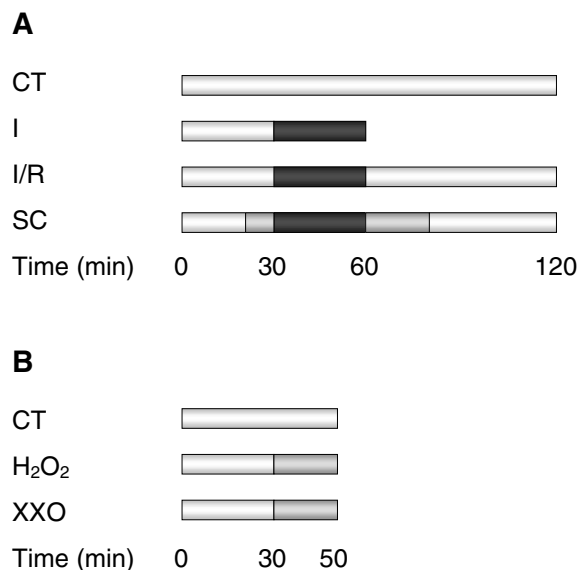 A
CT
I
I/R
SC
Time (min) 0 30 60 120
B
CT
H₂O₂
XXO
Time (min) 0 30 50